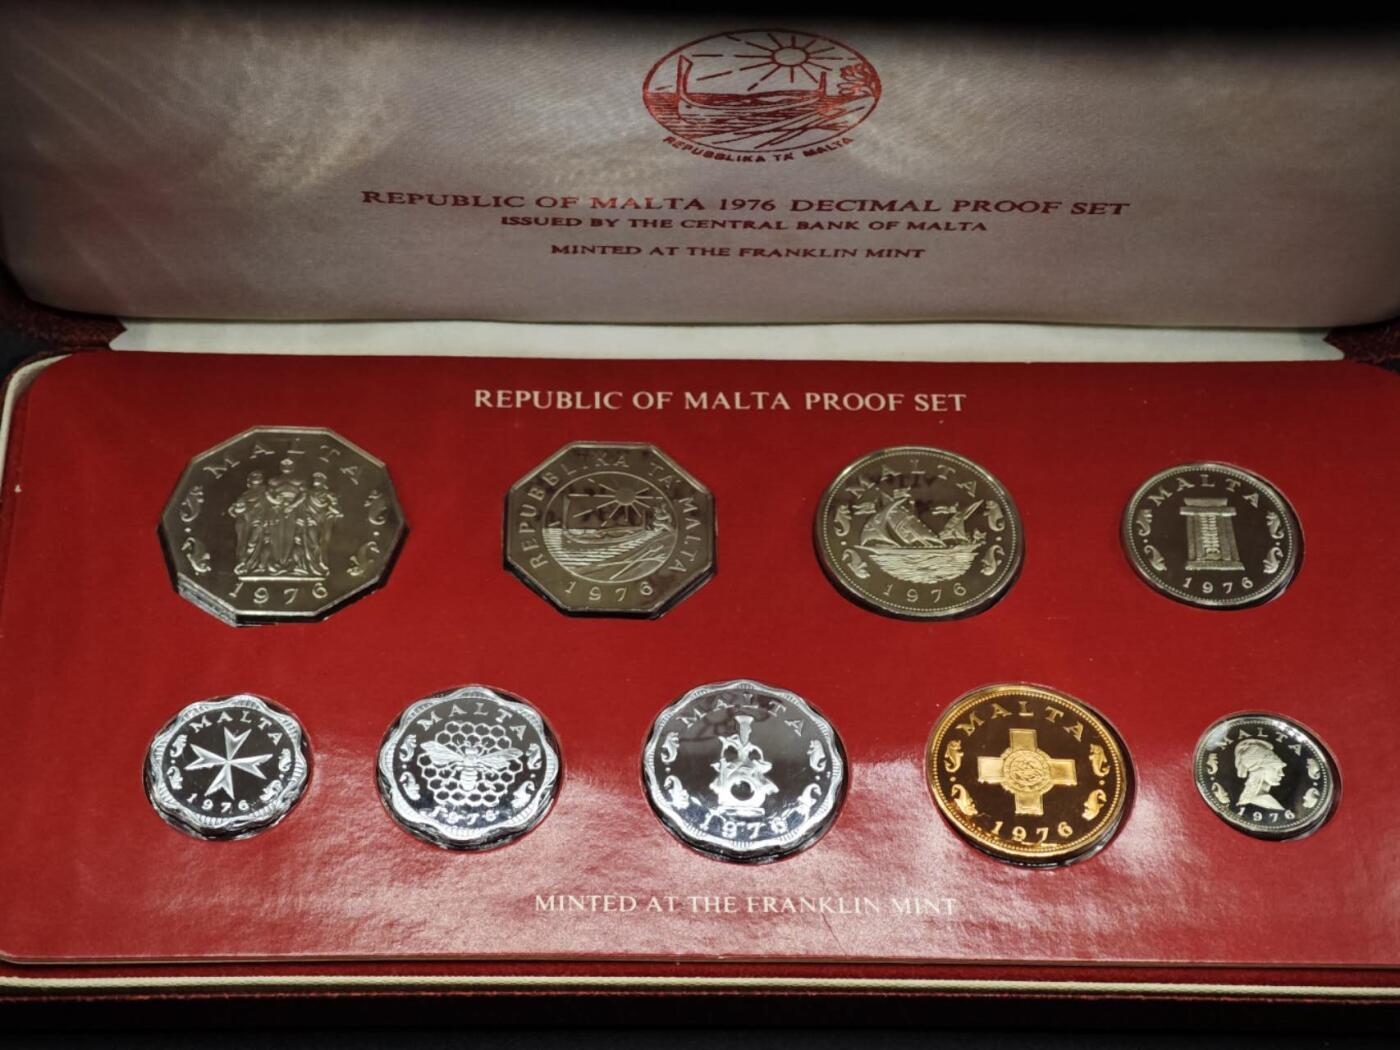 REPUBBLIKA TA' MALTA
REPUBLIC OF MALTA 1976 DECIMAL PROOF SET
ISSUED BY THE CENTRAL BANK OF MALTA
MINTED AT THE FRANKLIN MINT
REPUBLIC OF MALTA PROOF SET
MALTA
1976
REPUBBLIKA TA' MALTA
1976
MALTA
1976
MALTA
1976
MALTA
1976
MALTA
1976
MALTA
1976
MALTA
1976
MALTA
1976
MINTED AT THE FRANKLIN MINT